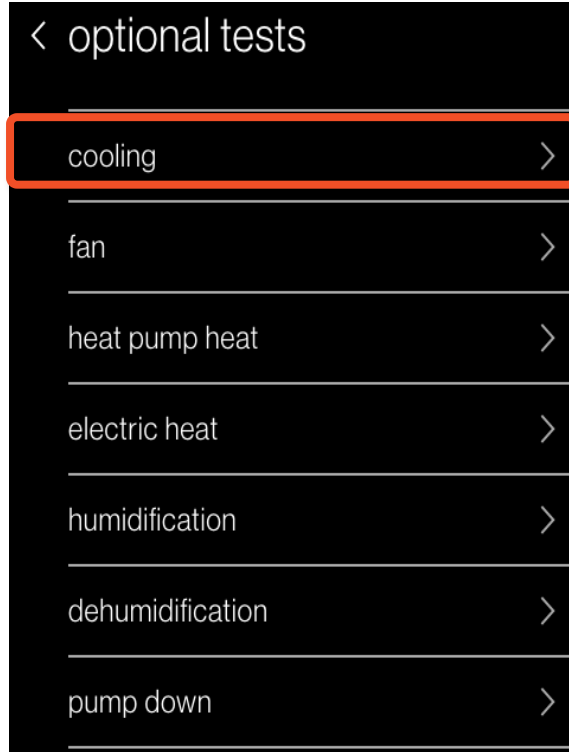 optional tests
cooling
fan
heat pump heat
electric heat
humidification
dehumidification
pump down